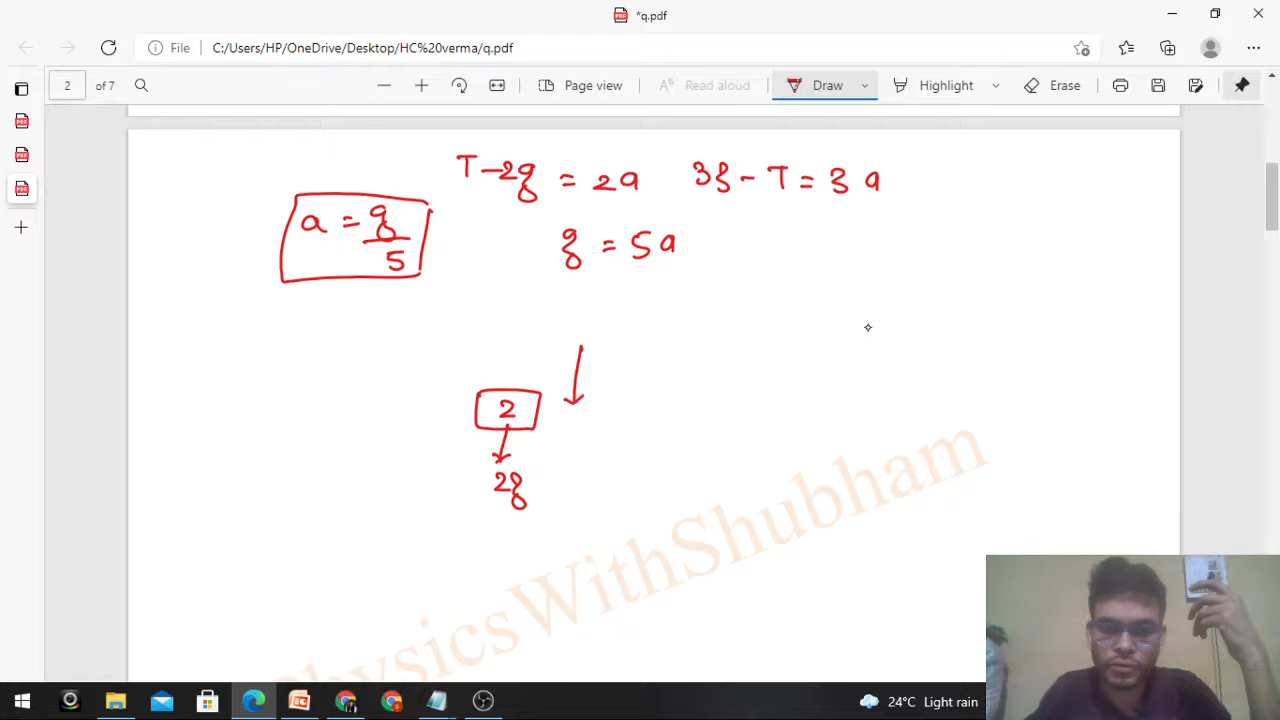 *q.pdf
File C:/Users/HP/OneDrive/Desktop/HC%20verma/q.pdf
2 of 7 Page view Read aloud Draw Highlight Erase
T - 2g = 2a 3g - T = 3a
a = g/5
g = 5a
2
2g
PhysicsWithShubham
24°C Light rain